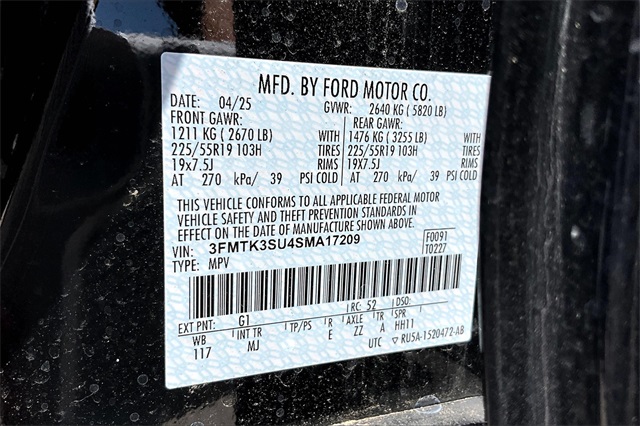 MFD. BY FORD MOTOR CO.
DATE: 04/25 GVWR: 2640 KG ( 5820 LB)
FRONT GAWR: REAR GAWR:
1211 KG ( 2670 LB) WITH 1476 KG ( 3255 LB) WITH
225/55R19 103H TIRES 225/55R19 103H TIRES
19x7.5J RIMS 19x7.5J RIMS
AT 270 kPa/ 39 PSI COLD AT 270 kPa/ 39 PSI COLD
THIS VEHICLE CONFORMS TO ALL APPLICABLE FEDERAL MOTOR
VEHICLE SAFETY AND THEFT PREVENTION STANDARDS IN
EFFECT ON THE DATE OF MANUFACTURE SHOWN ABOVE.
VIN: 3FMTK3SU4SMA17209 F0091
TYPE: MPV T0227
EXT PNT: G1 RC: 52 DSO:
WB INT TR TP/PS R AXLE TR SPR
117 MJ E ZZ A HH11
UTC ▽ RU5A-1520472-AB